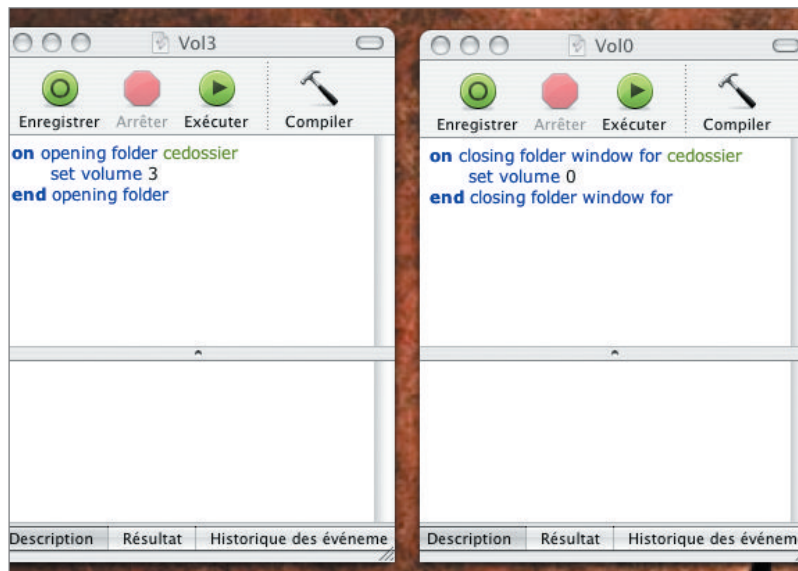 Vol3
Enregistrer Arrêter Exécuter Compiler
on opening folder cedossier
set volume 3
end opening folder
Description Résultat Historique des événeme
Vol0
Enregistrer Arrêter Exécuter Compiler
on closing folder window for cedossier
set volume 0
end closing folder window for
Description Résultat Historique des événem